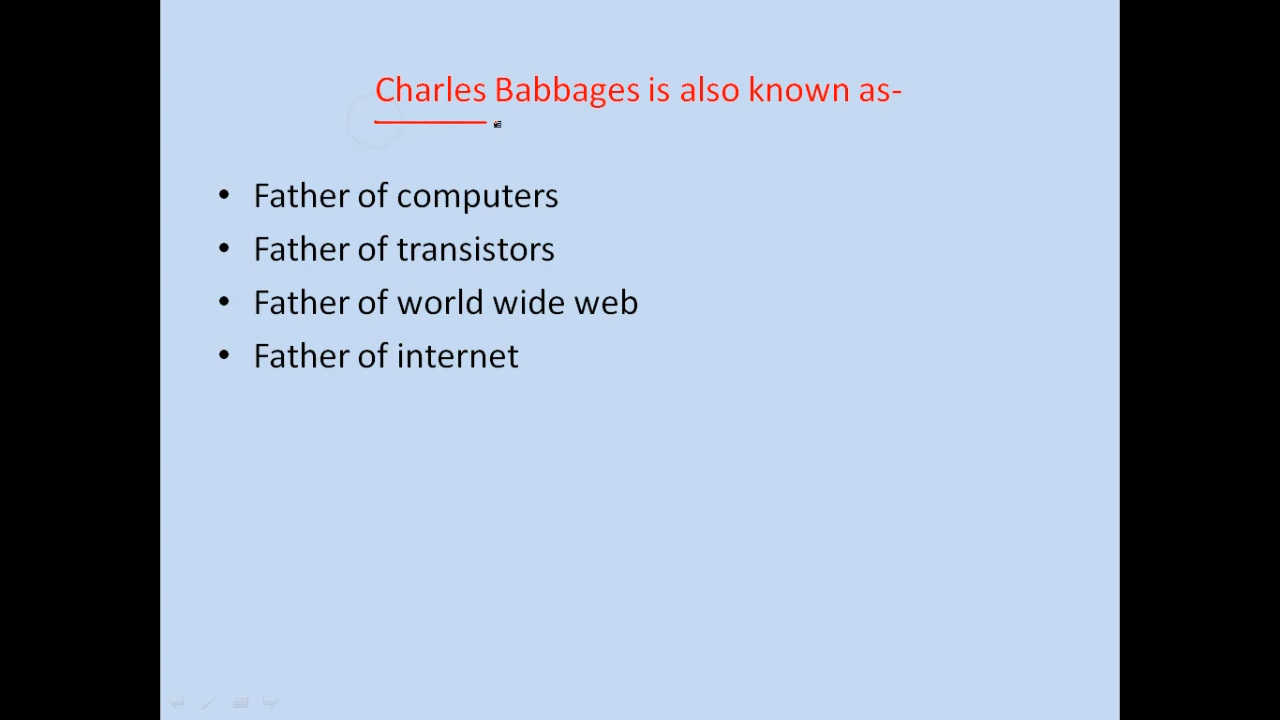 Charles Babbages is also known as-
• Father of computers
• Father of transistors
• Father of world wide web
• Father of internet